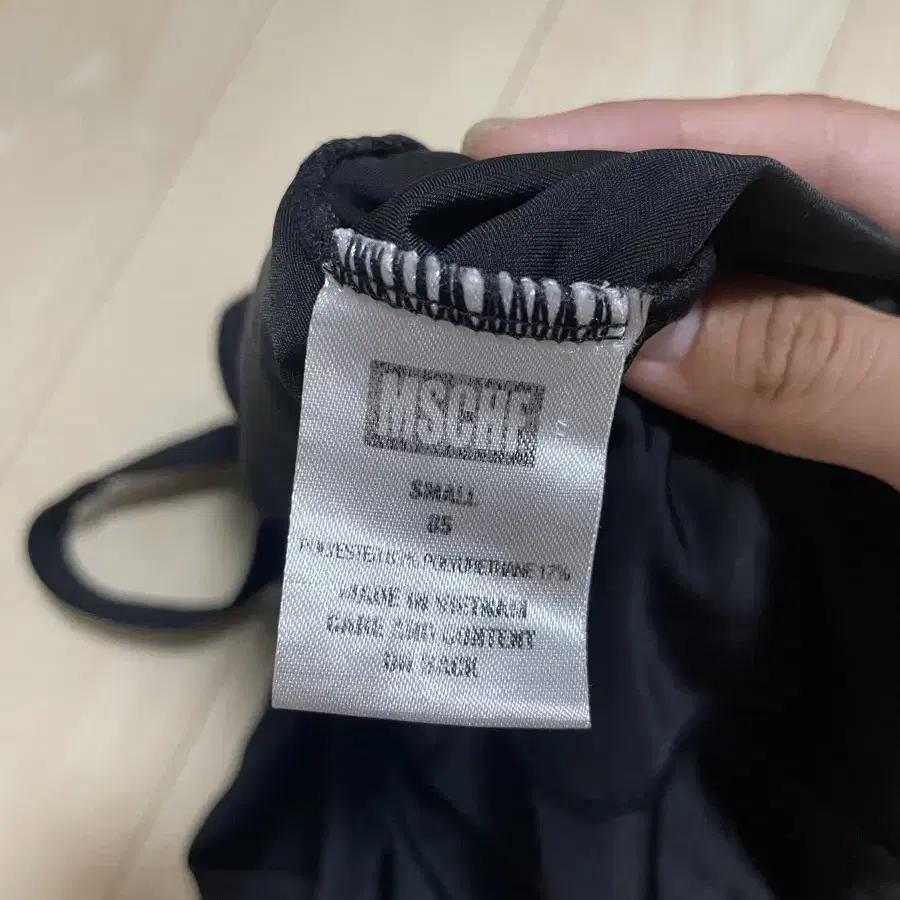 MSCHF
SMALL
85
POLYESTER 83% POLYURETHANE 17%
MADE IN VIETNAM
CARE AND CONTENT
ON BACK